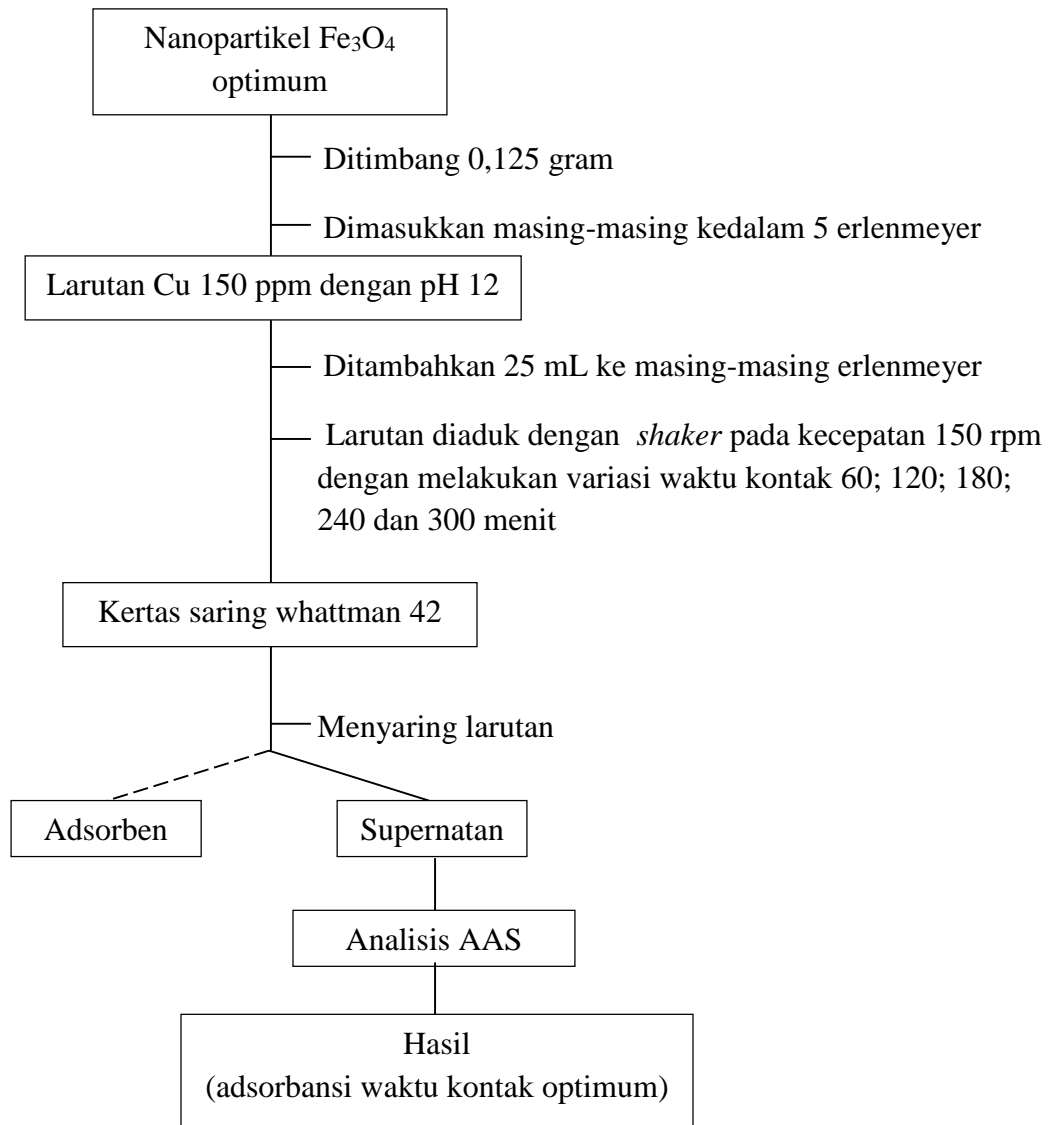 Nanopartikel Fe₃O₄
optimum
Ditimbang 0,125 gram
Dimasukkan masing-masing kedalam 5 erlenmeyer
Larutan Cu 150 ppm dengan pH 12
Ditambahkan 25 mL ke masing-masing erlenmeyer
Larutan diaduk dengan shaker pada kecepatan 150 rpm
dengan melakukan variasi waktu kontak 60; 120; 180;
240 dan 300 menit
Kertas saring whattman 42
Menyaring larutan
Adsorben
Supernatan
Analisis AAS
Hasil
(adsorbansi waktu kontak optimum)